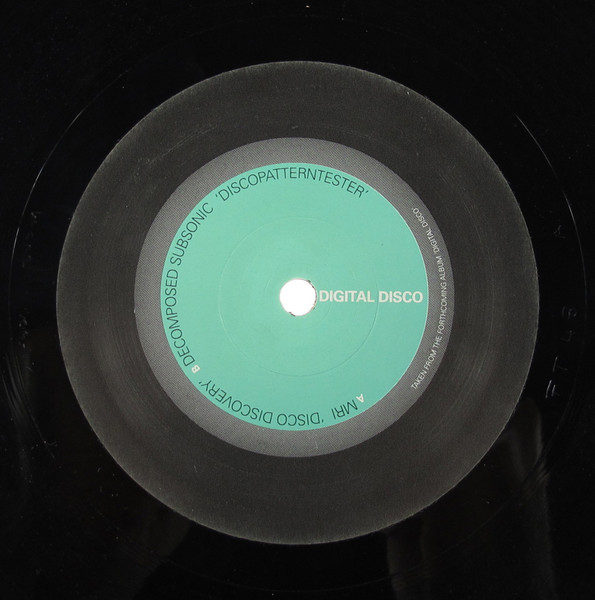 DIGITAL DISCO
A MRI 'DISCO DISCOVERY' B DECOMPOSED SUBSONIC 'DISCOPATTERNTESTER'
TAKEN FROM THE FORTHCOMING ALBUM 'DIGITAL DISCO'